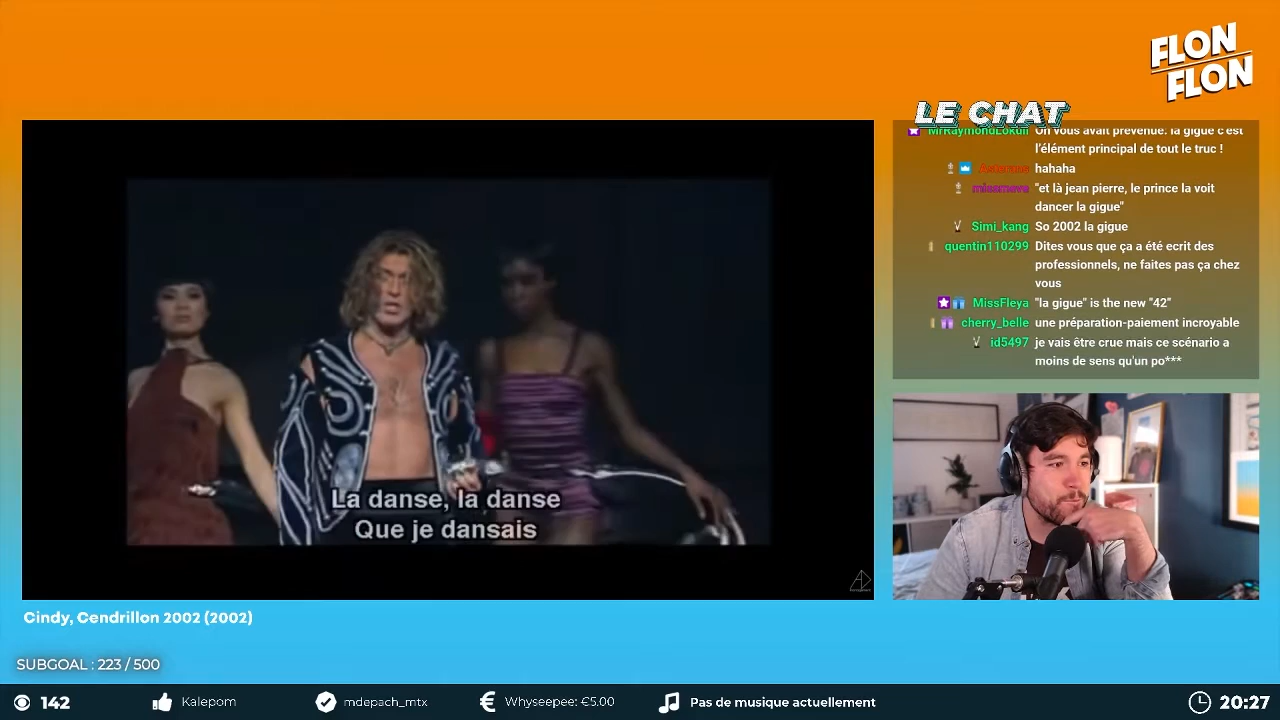 FLON
FLON
LE CHAT
MrRaymondLokull On vous avait prévenue: la gigue c'est
l'élément principal de tout le truc !
hahaha
missmava "et là jean pierre, le prince la voit
dancer la gigue"
Simi_kang So 2002 la gigue
quentin110299 Dites vous que ça a été ecrit des
professionnels, ne faites pas ça chez
vous
MissFleya "la gigue" is the new "42"
cherry_belle une préparation-paiement incroyable
id5497 je vais être crue mais ce scénario a
moins de sens qu'un po***
La danse, la danse
Que je dansais
Cindy, Cendrillon 2002 (2002)
SUBGOAL : 223 / 500
142 Kalepom mdepach_mtx € Whyseepee: €5.00 Pas de musique actuellement 20:27